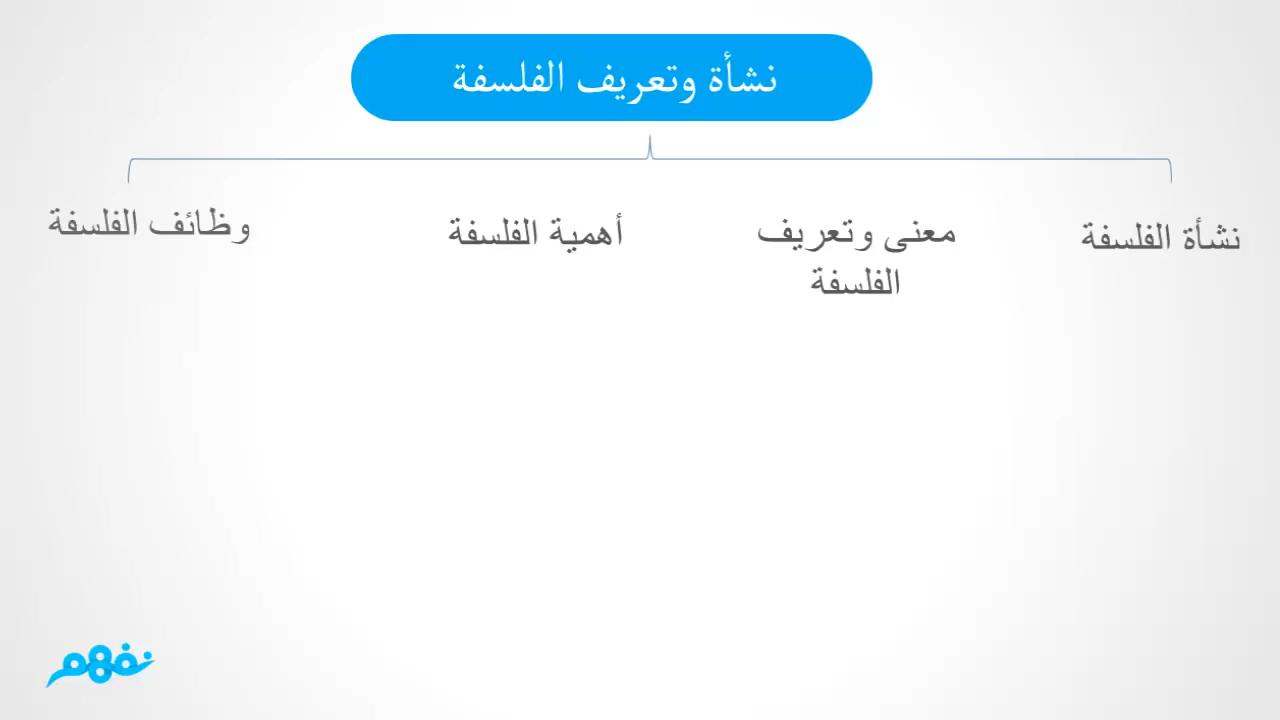 نشأة وتعريف الفلسفة
نشأة الفلسفة
معنى وتعريف
الفلسفة
أهمية الفلسفة
وظائف الفلسفة
نفهم